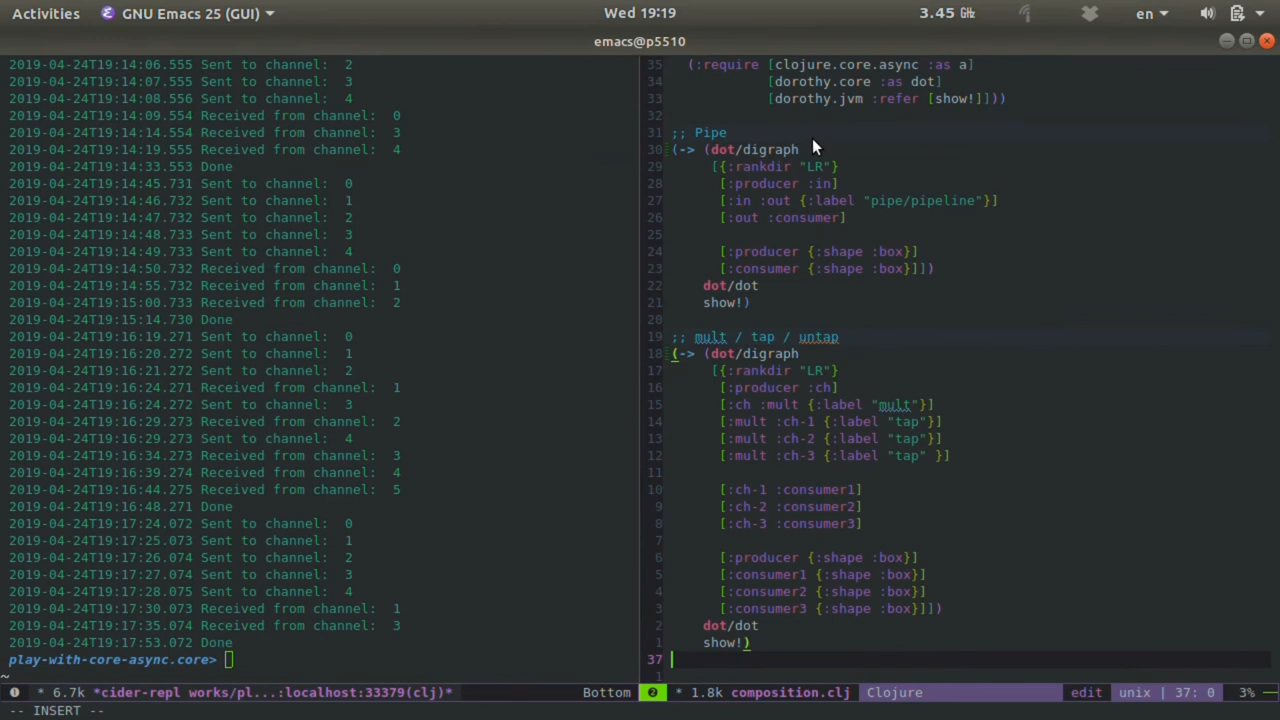 Activities GNU Emacs 25 (GUI) Wed 19:19 3.45 GHz en
emacs@p5510
2019-04-24T19:14:06.555 Sent to channel:  2
2019-04-24T19:14:07.555 Sent to channel:  3
2019-04-24T19:14:08.556 Sent to channel:  4
2019-04-24T19:14:09.554 Received from channel:  0
2019-04-24T19:14:14.554 Received from channel:  3
2019-04-24T19:14:19.555 Received from channel:  4
2019-04-24T19:14:33.553 Done
2019-04-24T19:14:45.731 Sent to channel:  0
2019-04-24T19:14:46.732 Sent to channel:  1
2019-04-24T19:14:47.732 Sent to channel:  2
2019-04-24T19:14:48.733 Sent to channel:  3
2019-04-24T19:14:49.733 Sent to channel:  4
2019-04-24T19:14:50.732 Received from channel:  0
2019-04-24T19:14:55.732 Received from channel:  1
2019-04-24T19:15:00.733 Received from channel:  2
2019-04-24T19:15:14.730 Done
2019-04-24T19:16:19.271 Sent to channel:  0
2019-04-24T19:16:20.272 Sent to channel:  1
2019-04-24T19:16:21.272 Sent to channel:  2
2019-04-24T19:16:24.271 Received from channel:  1
2019-04-24T19:16:24.272 Sent to channel:  3
2019-04-24T19:16:29.273 Received from channel:  2
2019-04-24T19:16:29.273 Sent to channel:  4
2019-04-24T19:16:34.273 Received from channel:  3
2019-04-24T19:16:39.274 Received from channel:  4
2019-04-24T19:16:44.275 Received from channel:  5
2019-04-24T19:16:48.271 Done
2019-04-24T19:17:24.072 Sent to channel:  0
2019-04-24T19:17:25.073 Sent to channel:  1
2019-04-24T19:17:26.074 Sent to channel:  2
2019-04-24T19:17:27.074 Sent to channel:  3
2019-04-24T19:17:28.075 Sent to channel:  4
2019-04-24T19:17:30.073 Received from channel:  1
2019-04-24T19:17:35.074 Received from channel:  3
2019-04-24T19:17:53.072 Done
play-with-core-async.core>
~
35   (:require [clojure.core.async :as a]
34             [dorothy.core :as dot]
33             [dorothy.jvm :refer [show!]]))
32
31 ;; Pipe
30 (-> (dot/digraph
29      [{:rankdir "LR"}
28       [:producer :in]
27       [:in :out {:label "pipe/pipeline"}]
26       [:out :consumer]
25
24       [:producer {:shape :box}]
23       [:consumer {:shape :box}]])
22     dot/dot
21     show!)
20
19 ;; mult / tap / untap
18 (-> (dot/digraph
17      [{:rankdir "LR"}
16       [:producer :ch]
15       [:ch :mult {:label "mult"}]
14       [:mult :ch-1 {:label "tap"}]
13       [:mult :ch-2 {:label "tap"}]
12       [:mult :ch-3 {:label "tap" }]
11
10       [:ch-1 :consumer1]
9       [:ch-2 :consumer2]
8       [:ch-3 :consumer3]
7
6       [:producer {:shape :box}]
5       [:consumer1 {:shape :box}]
4       [:consumer2 {:shape :box}]
3       [:consumer3 {:shape :box}]])
2     dot/dot
1     show!)
37
1
❶ * 6.7k *cider-repl works/pl...:localhost:33379(clj)* Bottom
❷ * 1.8k composition.clj Clojure edit unix | 37: 0 3%
-- INSERT --